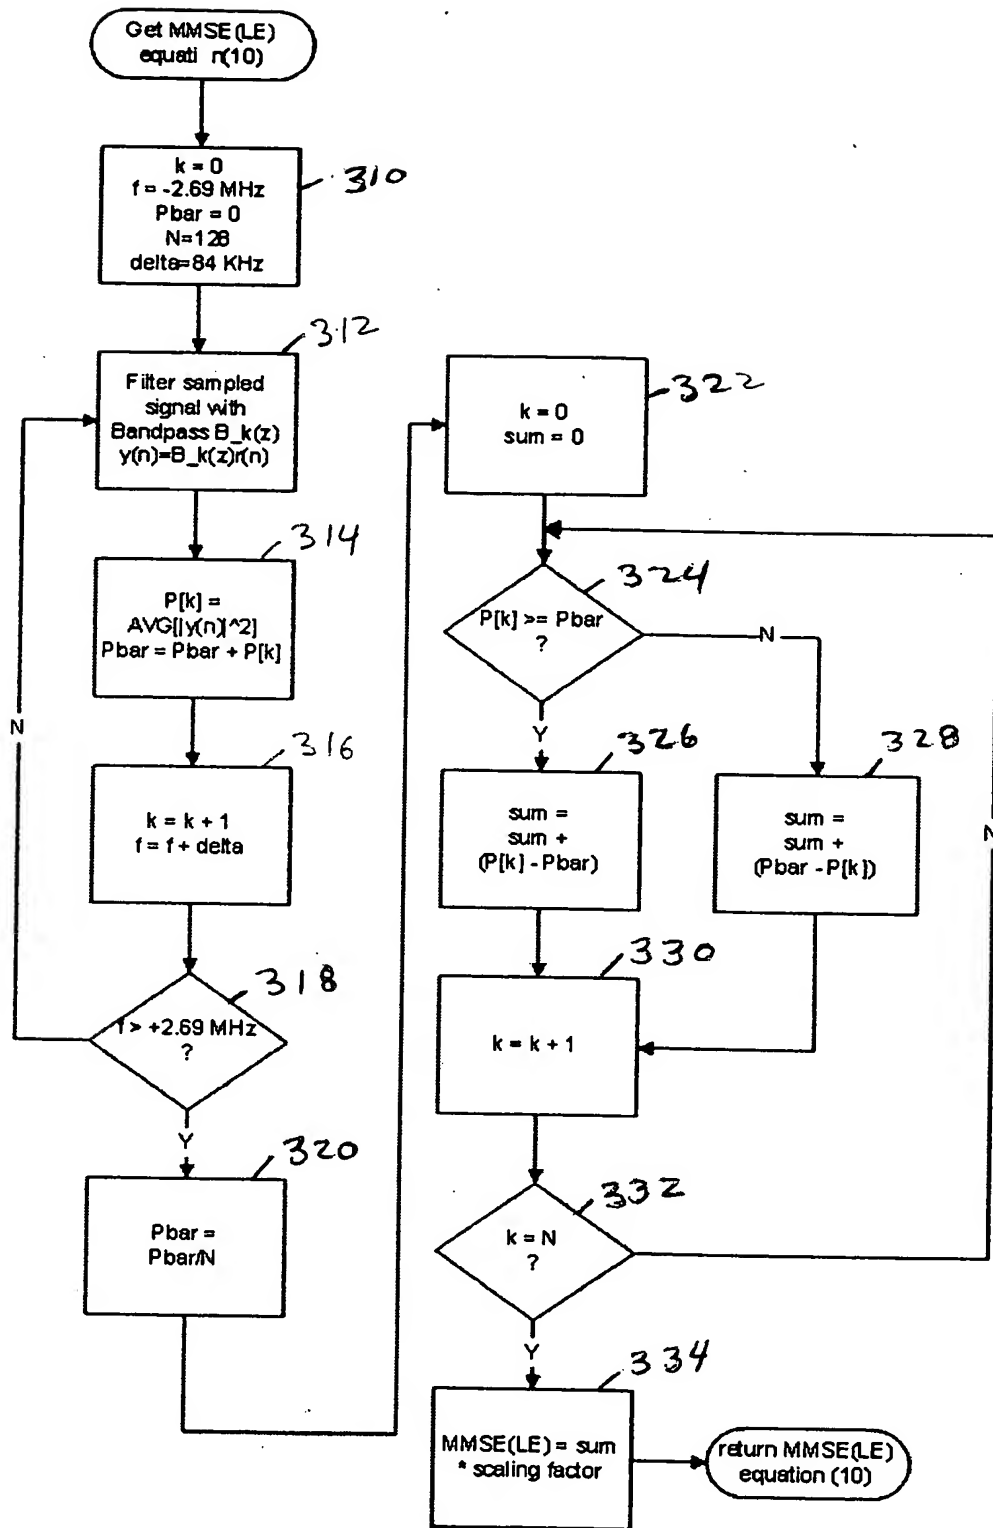 Get MMSE(LE)
equati n(10)
k = 0
f = -2.69 MHz
Pbar = 0
N=128
delta=84 KHz
310
312
Filter sampled
signal with
Bandpass B_k(z)
y(n)=B_k(z)r(n)
314
P[k] =
AVG[|y(n)|^2]
Pbar = Pbar + P[k]
N
316
k = k + 1
f = f + delta
318
f > +2.69 MHz
?
Y
320
Pbar =
Pbar/N
322
k = 0
sum = 0
324
P[k] >= Pbar
?
N
Y
326
sum =
sum +
(P[k] - Pbar)
328
sum =
sum +
(Pbar - P[k])
N
330
k = k + 1
332
k = N
?
Y
334
MMSE(LE) = sum
* scaling factor
return MMSE(LE)
equation (10)